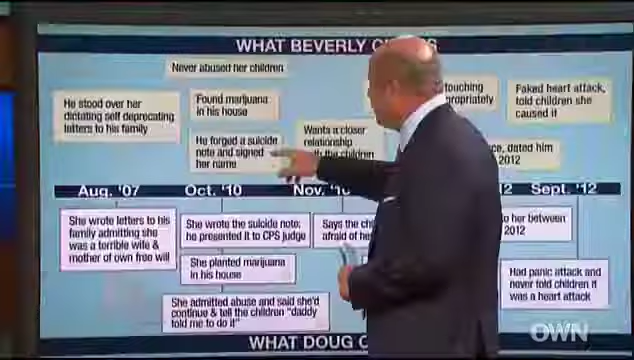 WHAT BEVERLY
Never abused her children
He stood over her
dictating self deprecating
letters to his family
Found marijuana
in his house
He forged a suicide
note and signed
her name
Wants a closer
relationship
the children
touching
Faked heart attack,
told children she
caused it
dated him
2012
Aug. '07
Oct. '10
Sept. '12
She wrote letters to his
family admitting she
was a terrible wife &
mother of own free will
She wrote the suicide note;
he presented it to CPS judge
She planted marijuana
in his house
She admitted abuse and said she'd
continue & tell the children "daddy
told me to do it"
Says the
afraid of
to her between
2012
Had panic attack and
never told children it
was a heart attack
WHAT DOUG
OWN